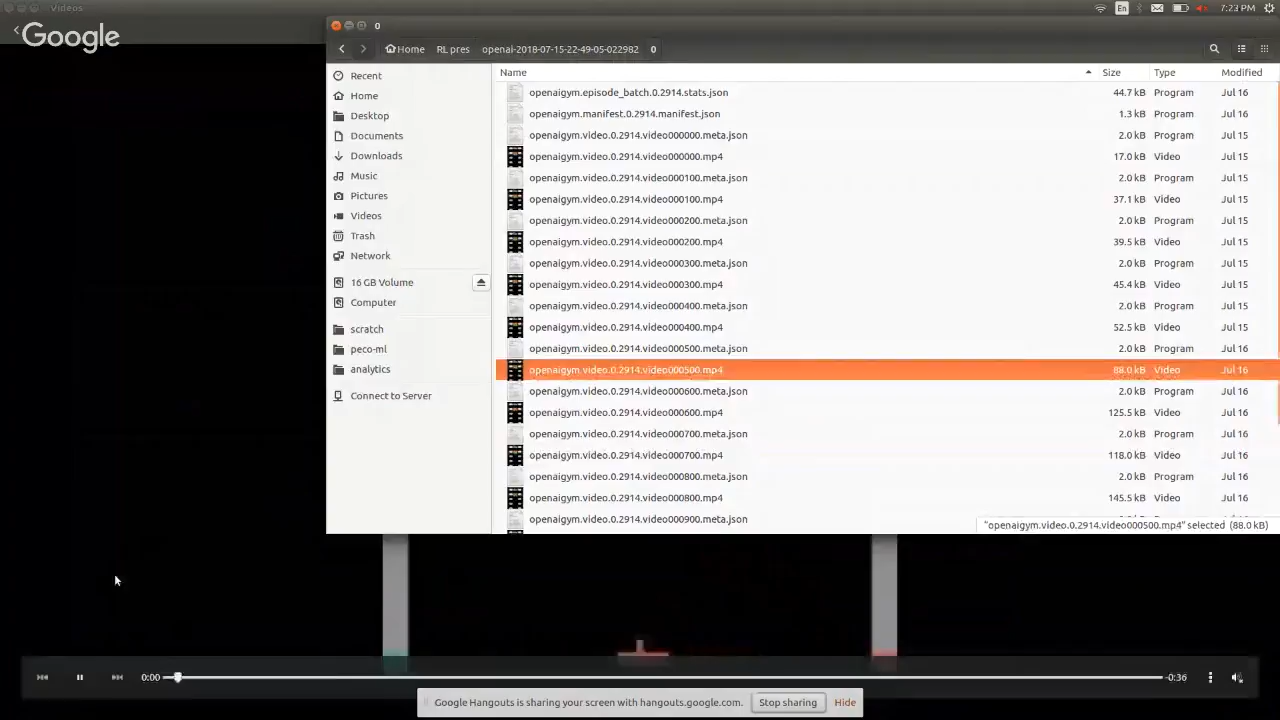 Videos
En
7:23 PM
Google
0
Home
RL pres
openai-2018-07-15-22-49-05-022982
0
Recent
Home
Desktop
Documents
Downloads
Music
Pictures
Videos
Trash
Network
16 GB Volume
Computer
scratch
peco-ml
analytics
Connect to Server
Name Size Type Modified
openaigym.episode_batch.0.2914.stats.json 44.7 kB Program Jul 16
openaigym.manifest.0.2914.manifest.json 1.3 kB Program Jul 16
openaigym.video.0.2914.video000000.meta.json 2.0 kB Program Jul 15
openaigym.video.0.2914.video000000.mp4 17.0 kB Video Jul 15
openaigym.video.0.2914.video000100.meta.json 2.0 kB Program Jul 15
openaigym.video.0.2914.video000100.mp4 37.1 kB Video Jul 15
openaigym.video.0.2914.video000200.meta.json 2.0 kB Program Jul 15
openaigym.video.0.2914.video000200.mp4 39.5 kB Video Jul 15
openaigym.video.0.2914.video000300.meta.json 2.0 kB Program Jul 15
openaigym.video.0.2914.video000300.mp4 45.4 kB Video Jul 15
openaigym.video.0.2914.video000400.meta.json 2.0 kB Program Jul 15
openaigym.video.0.2914.video000400.mp4 52.3 kB Video Jul 15
openaigym.video.0.2914.video000500.meta.json 2.0 kB Program Jul 16
openaigym.video.0.2914.video000500.mp4 88.0 kB Video Jul 16
openaigym.video.0.2914.video000600.meta.json 2.0 kB Program Jul 16
openaigym.video.0.2914.video000600.mp4 125.5 kB Video Jul 16
openaigym.video.0.2914.video000700.meta.json 2.0 kB Program Jul 16
openaigym.video.0.2914.video000700.mp4 118.0 kB Video Jul 16
openaigym.video.0.2914.video000800.meta.json 2.0 kB Program Jul 16
openaigym.video.0.2914.video000800.mp4 145.5 kB Video Jul 16
openaigym.video.0.2914.video000900.meta.json
"openaigym.video.0.2914.video000500.mp4" selected (88.0 kB)
0:00
-0:36
Google Hangouts is sharing your screen with hangouts.google.com.
Stop sharing
Hide